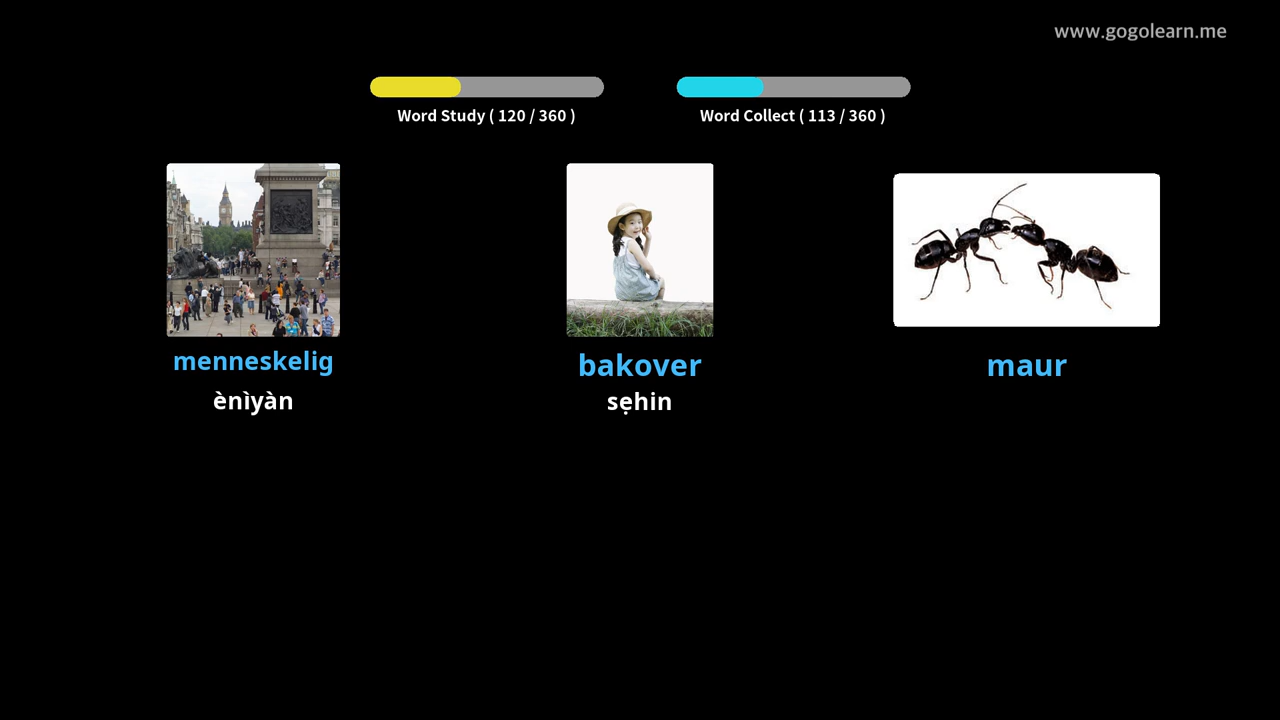 www.gogolearn.me
Word Study ( 120 / 360 )
Word Collect ( 113 / 360 )
menneskelig
ènìyàn
bakover
sẹhin
maur